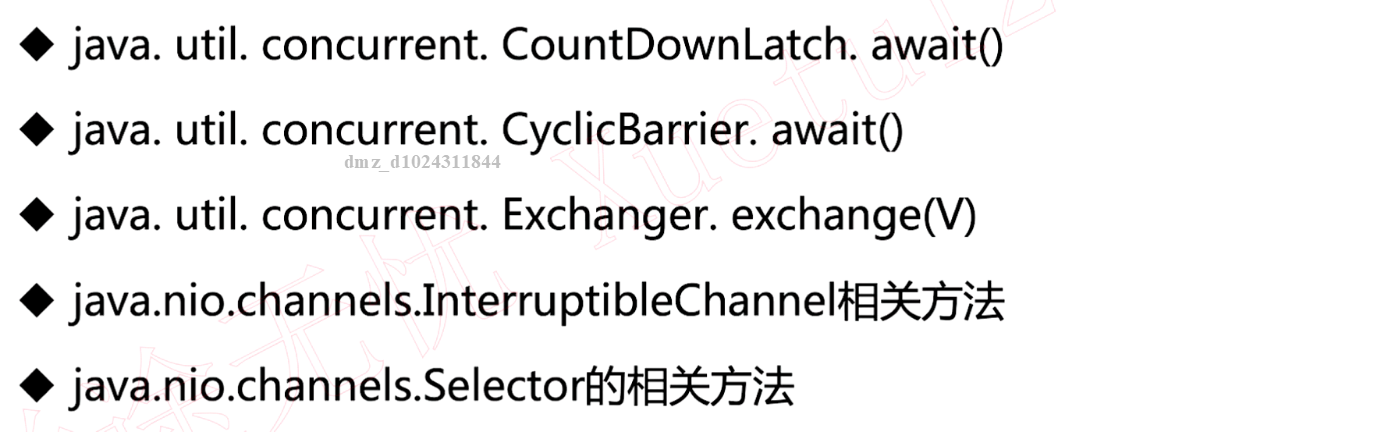 ◆ java. util. concurrent. CountDownLatch. await()
◆ java. util. concurrent. CyclicBarrier. await()
dmz_d1024311844
◆ java. util. concurrent. Exchanger. exchange(V)
◆ java.nio.channels.InterruptibleChannel相关方法
◆ java.nio.channels.Selector的相关方法